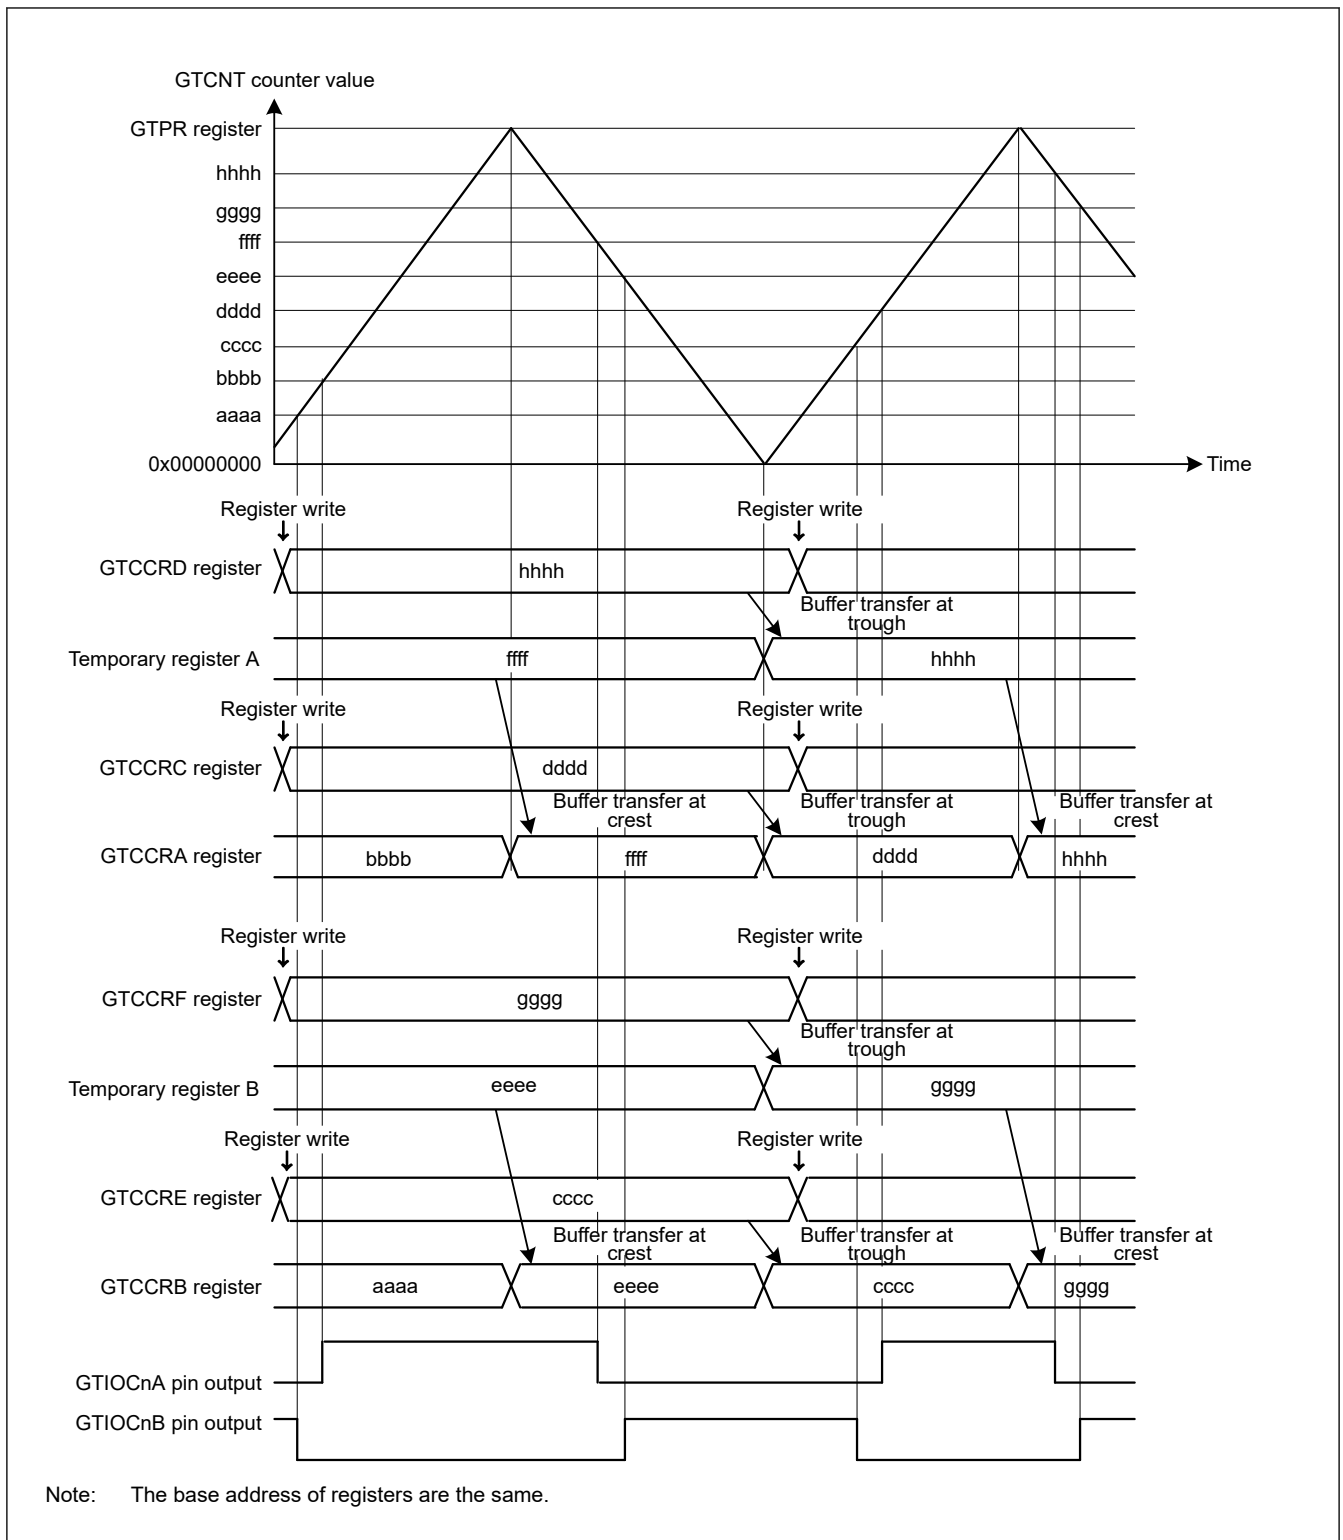 GTCNT counter value
GTPR register
hhhh
gggg
ffff
eeee
dddd
cccc
bbbb
aaaa
0x00000000
Time
Register write
Register write
GTCCRD register
hhhh
Buffer transfer at
trough
Temporary register A
ffff
hhhh
Register write
Register write
GTCCRC register
dddd
Buffer transfer at
crest
Buffer transfer at
trough
Buffer transfer at
crest
GTCCRA register
bbbb
ffff
dddd
hhhh
Register write
Register write
GTCCRF register
gggg
Buffer transfer at
trough
Temporary register B
eeee
gggg
Register write
Register write
GTCCRE register
cccc
Buffer transfer at
crest
Buffer transfer at
trough
Buffer transfer at
crest
GTCCRB register
aaaa
eeee
cccc
gggg
GTIOCnA pin output
GTIOCnB pin output
Note: The base address of registers are the same.